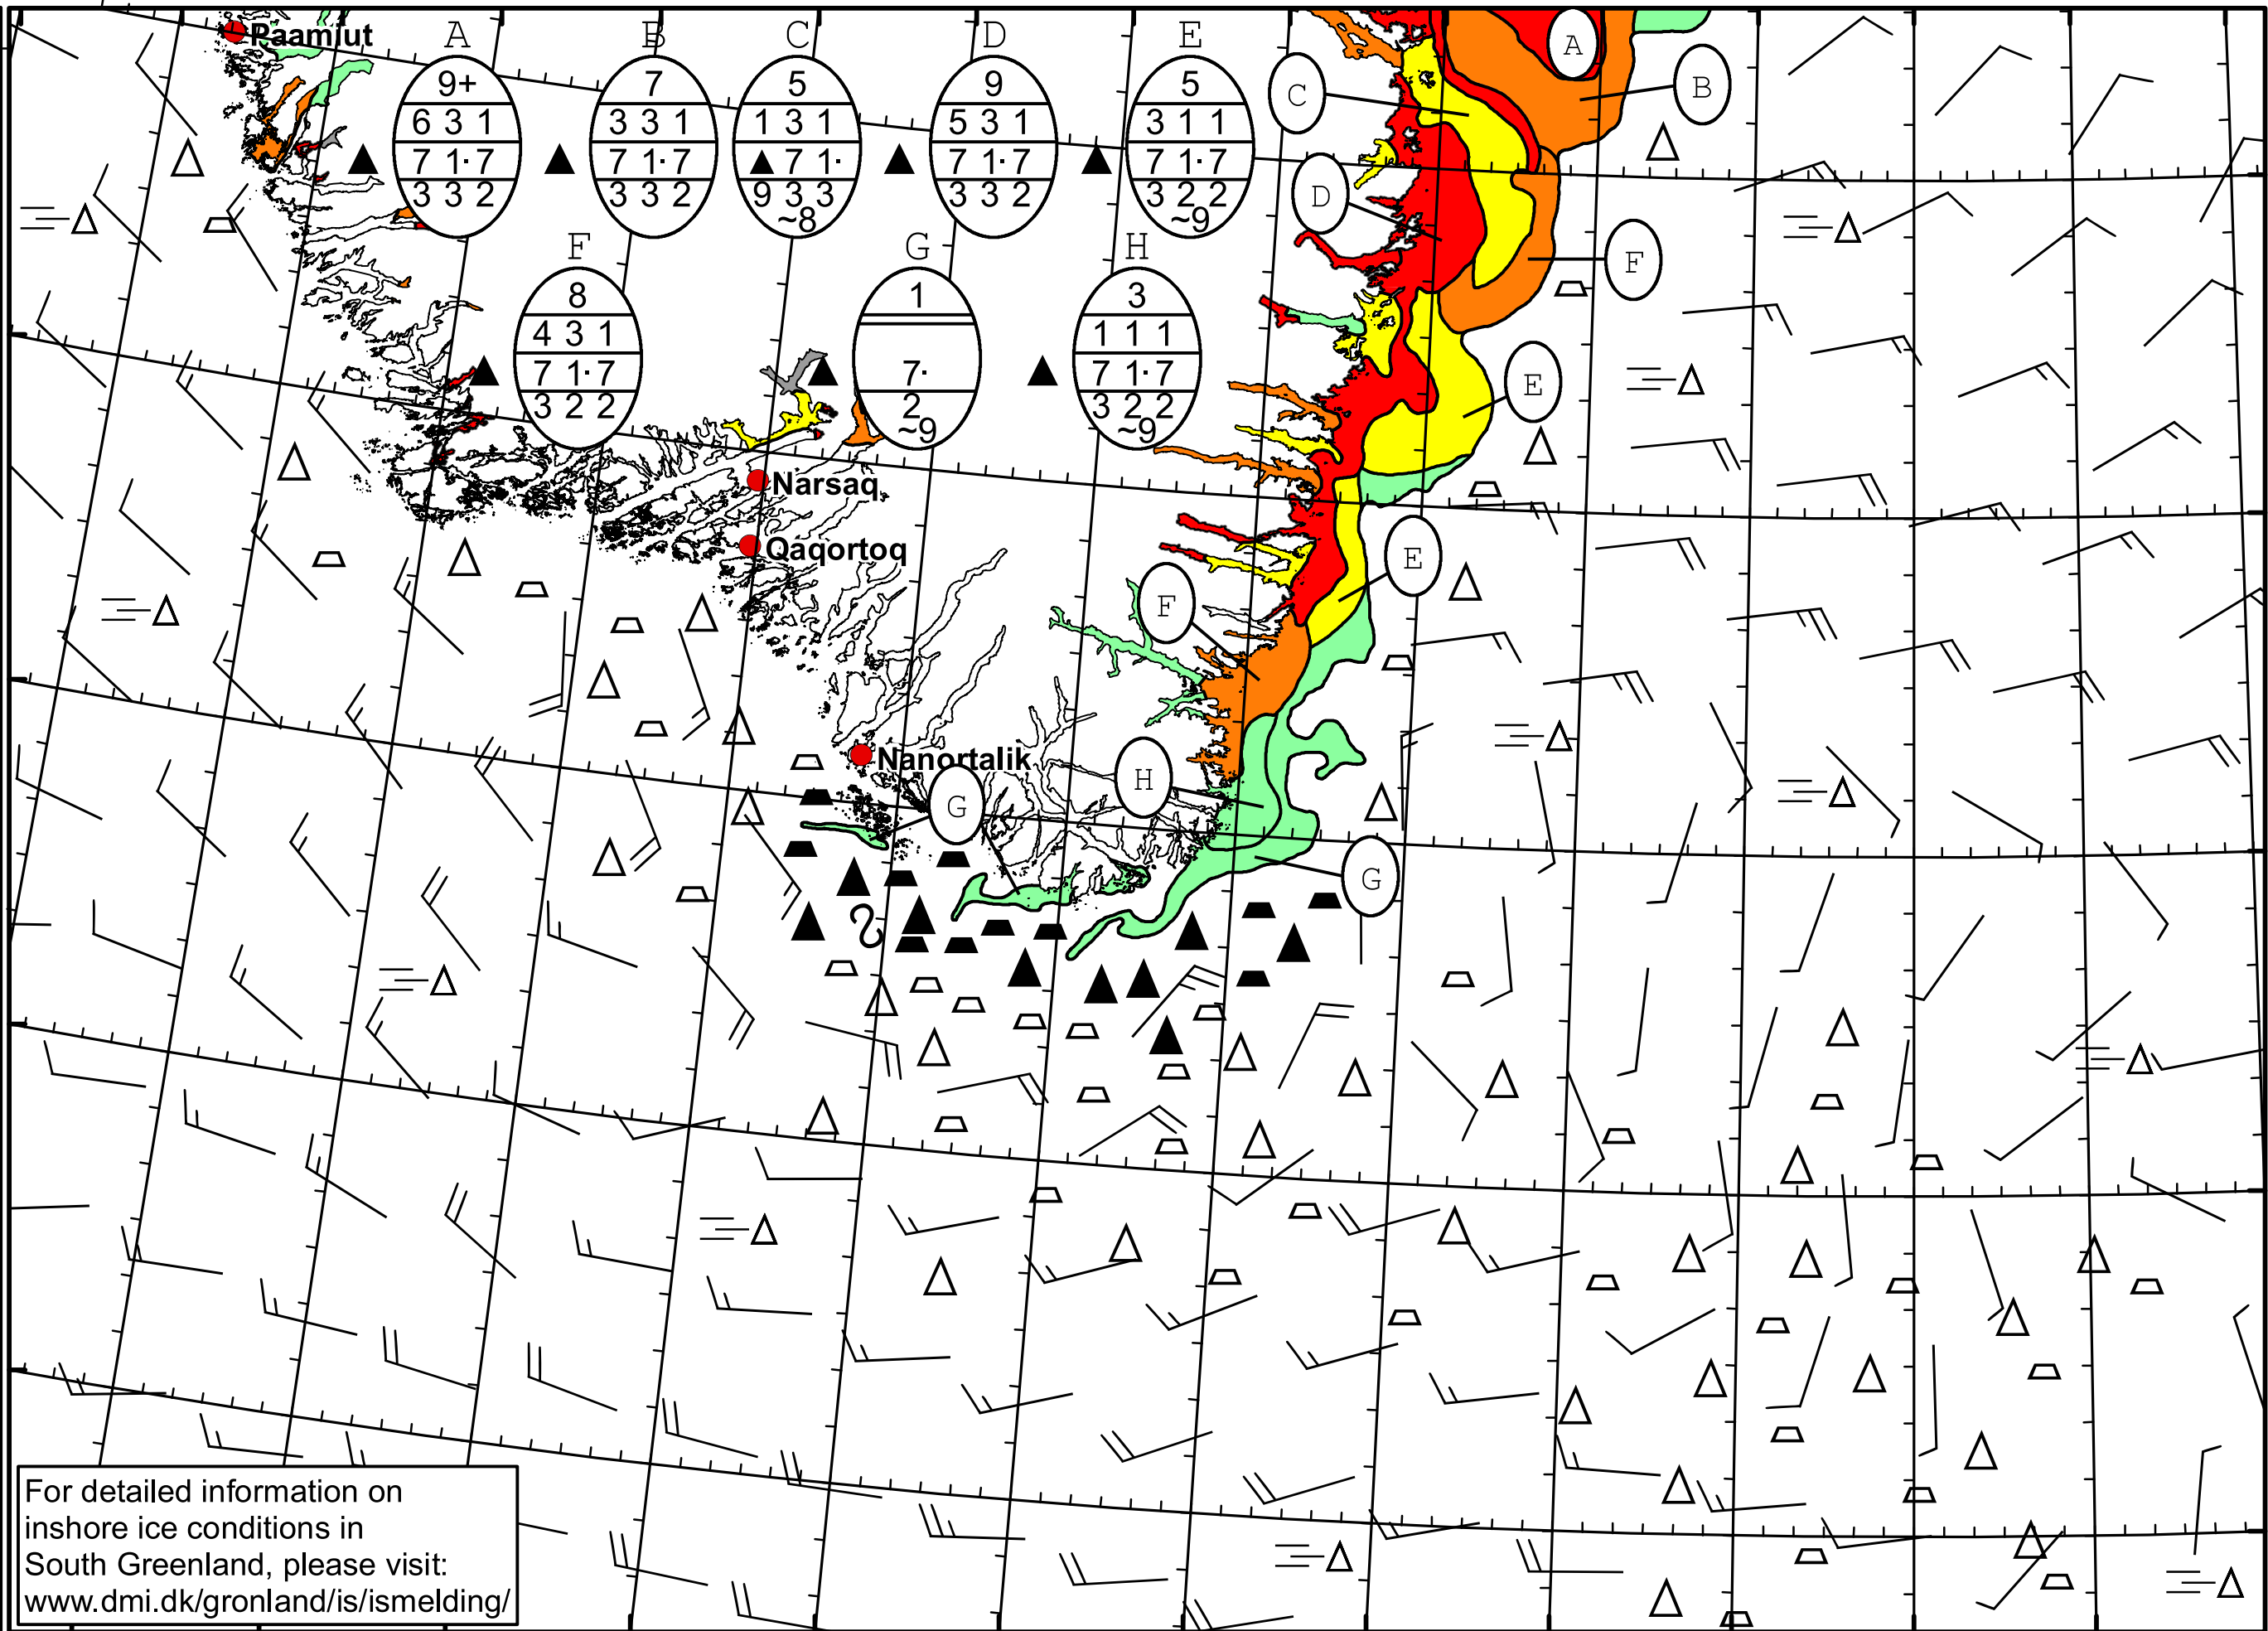 Paamiut
A B C D E
9+
6 3 1
7 1· 7
3 3 2
7
3 3 1
7 1· 7
3 3 2
5
1 3 1
▲ 7 1·
9 3 3
~8
9
5 3 1
7 1· 7
3 3 2
5
3 1 1
7 1· 7
3 2 2
~9
F G H
8
4 3 1
7 1· 7
3 2 2
1
7·
2
~9
3
1 1 1
7 1· 7
3 2 2
~9
A
B
C
D
F
E
E
F
H
G
G
Narsaq
Qaqortoq
Nanortalik
For detailed information on
inshore ice conditions in
South Greenland, please visit:
www.dmi.dk/gronland/is/ismelding/